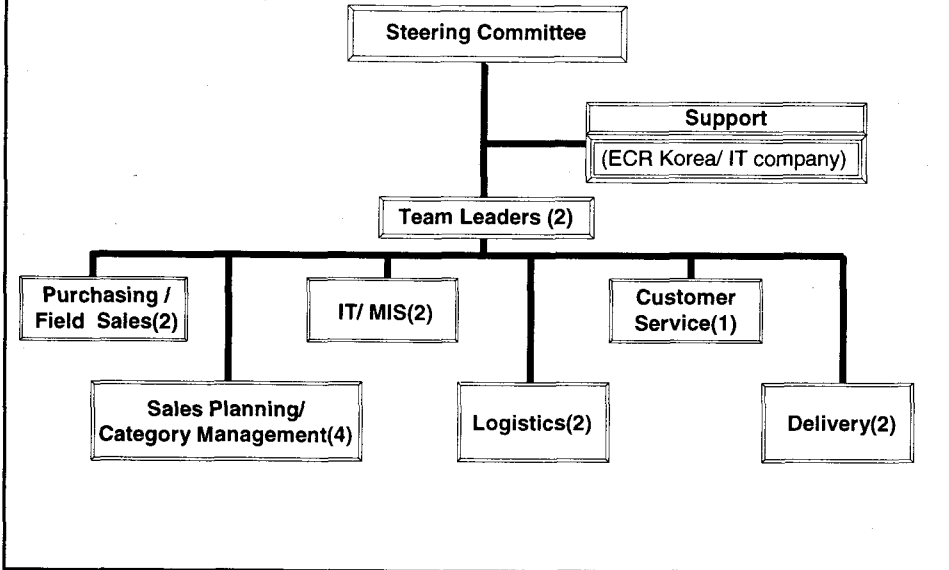 Steering Committee
Support
(ECR Korea/ IT company)
Team Leaders (2)
Purchasing /
Field Sales(2)
IT/ MIS(2)
Customer
Service(1)
Sales Planning/
Category Management(4)
Logistics(2)
Delivery(2)